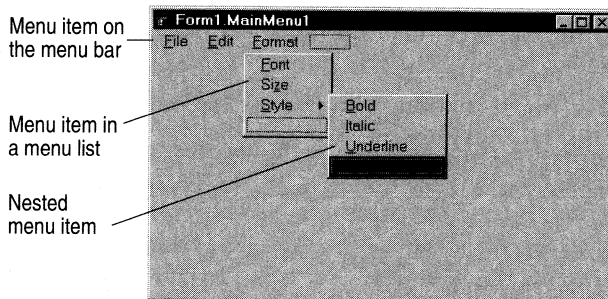 Menu item on
the menu bar
Form1.MainMenu1
File Edit Format
Font
Size
Style
Bold
Italic
Underline
Menu item in
a menu list
Nested
menu item